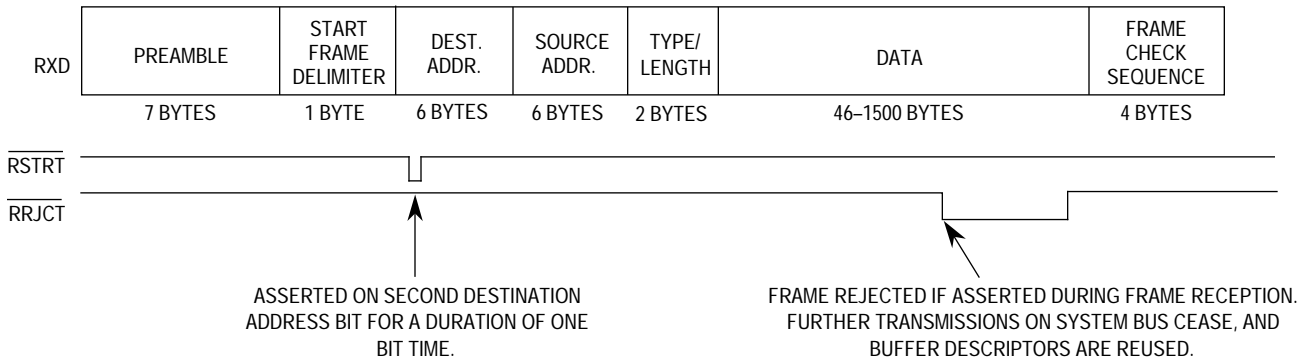 RXD
PREAMBLE
START
FRAME
DELIMITER
DEST.
ADDR.
SOURCE
ADDR.
TYPE/
LENGTH
DATA
FRAME
CHECK
SEQUENCE
7 BYTES
1 BYTE
6 BYTES
6 BYTES
2 BYTES
46–1500 BYTES
4 BYTES
RSTRT
RRJCT
ASSERTED ON SECOND DESTINATION
ADDRESS BIT FOR A DURATION OF ONE
BIT TIME.
FRAME REJECTED IF ASSERTED DURING FRAME RECEPTION.
FURTHER TRANSMISSIONS ON SYSTEM BUS CEASE, AND
BUFFER DESCRIPTORS ARE REUSED.